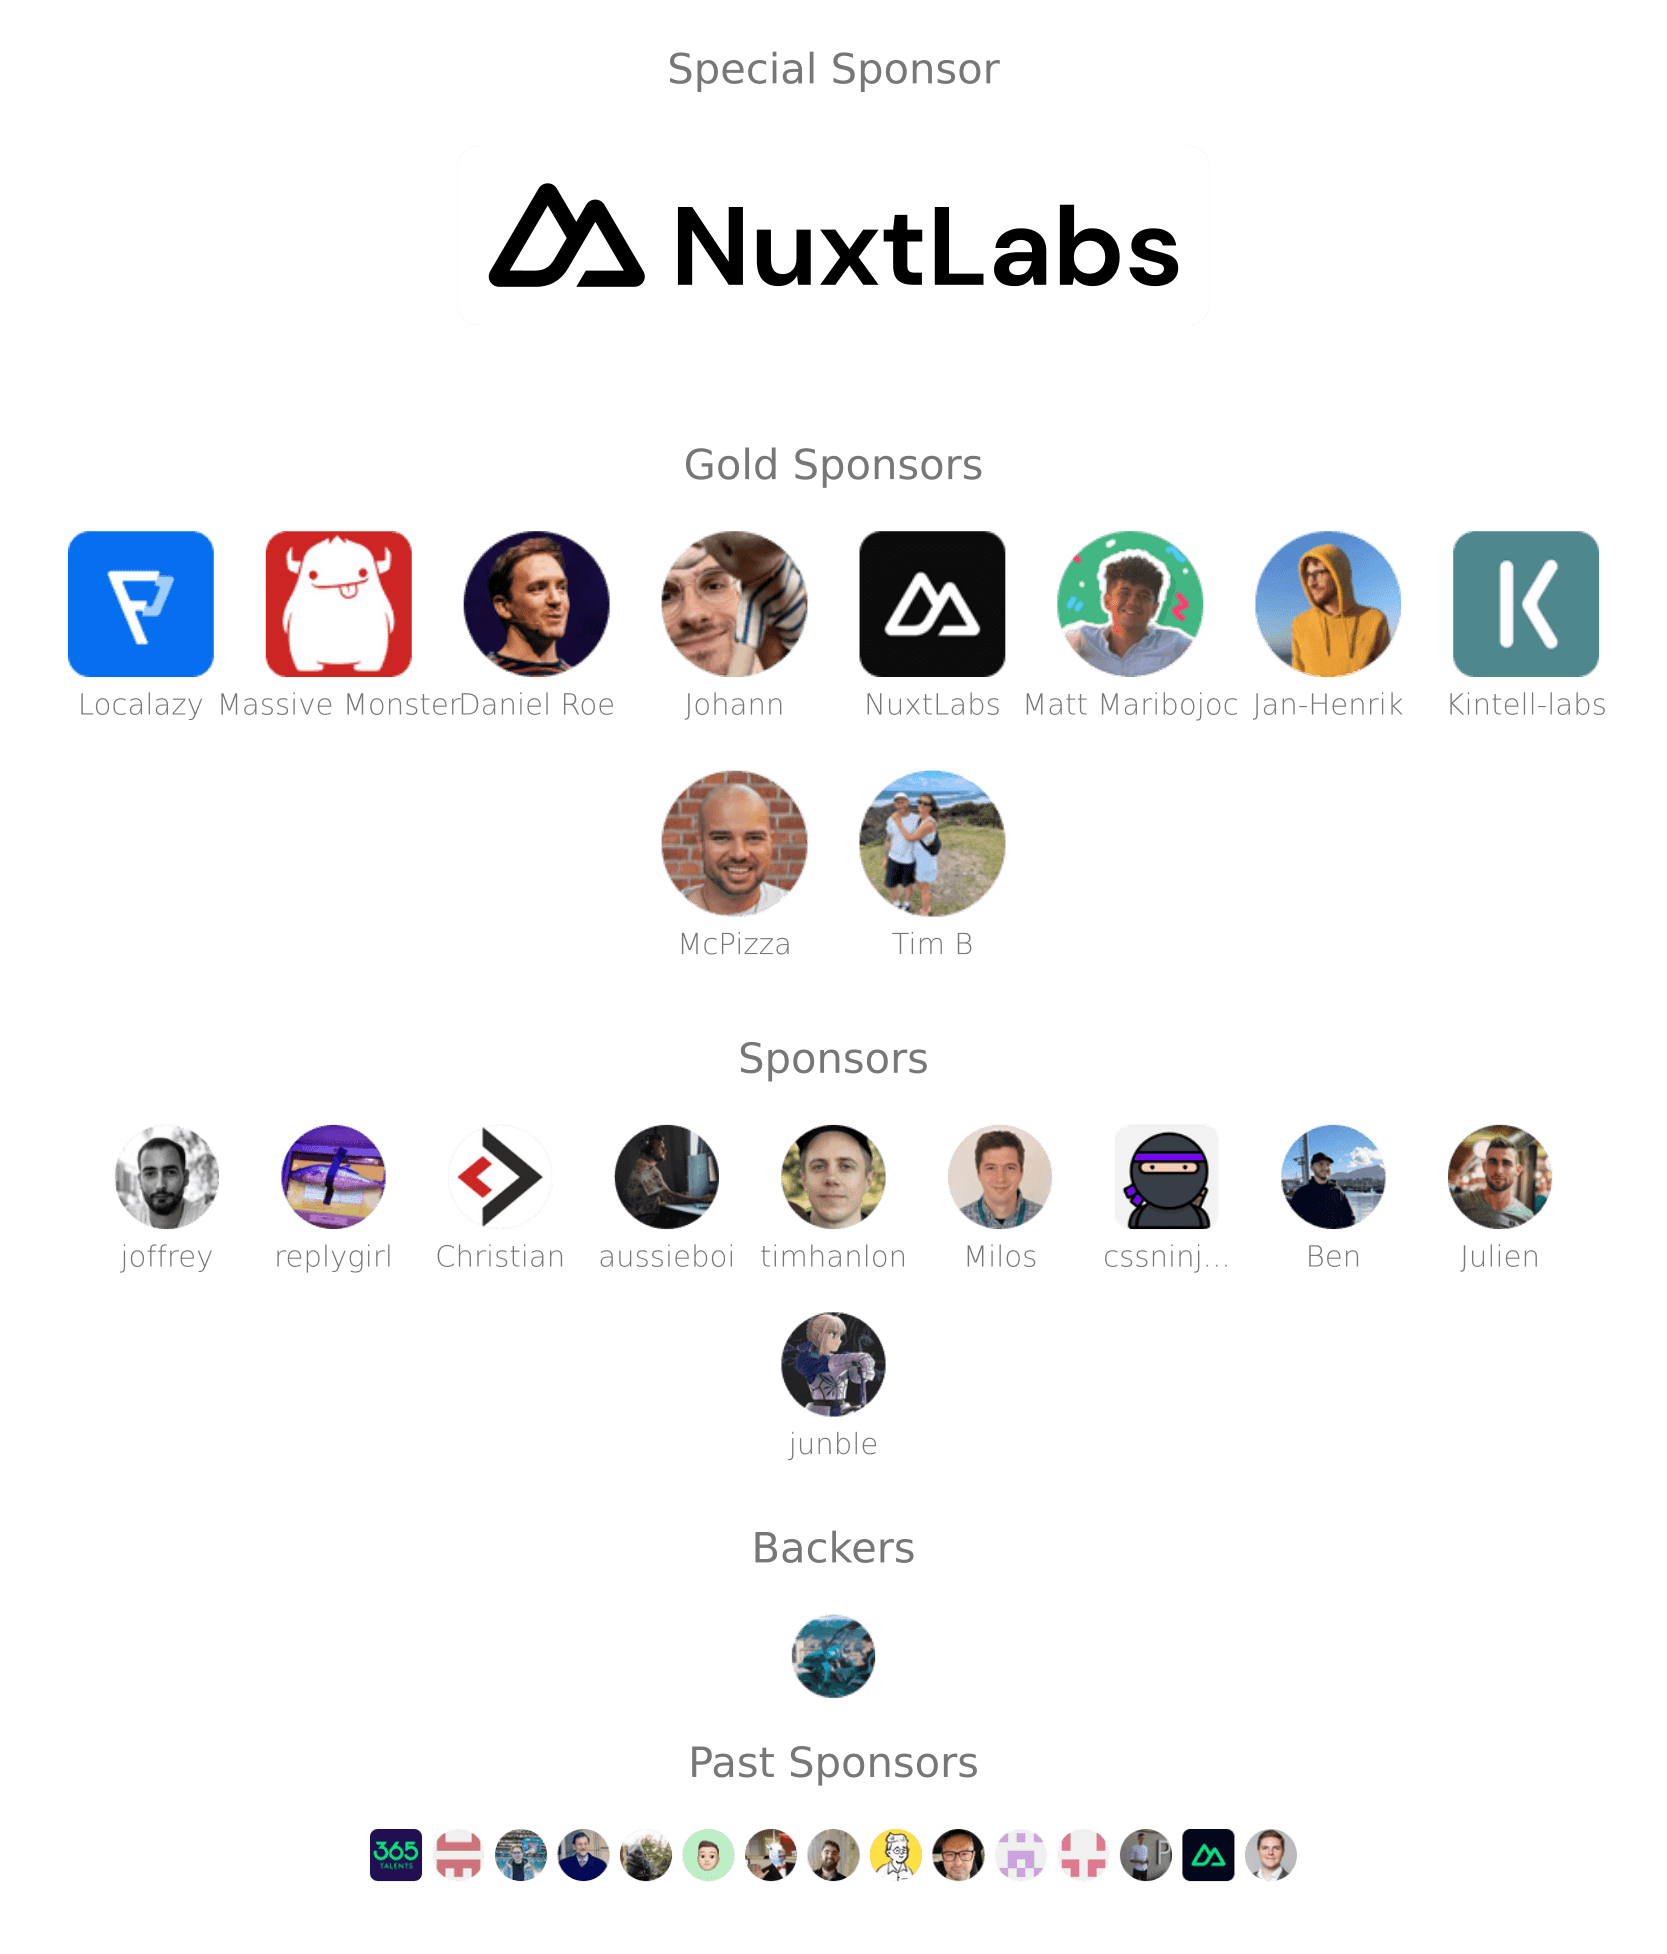 Special Sponsor
NuxtLabs
Gold Sponsors
Localazy Massive Monster Daniel Roe Johann NuxtLabs Matt Maribojoc Jan-Henrik Kintell-labs
McPizza Tim B
Sponsors
joffrey replygirl Christian aussieboi timhanlon Milos cssninj... Ben Julien
junble
Backers
Past Sponsors
365
TALENTS